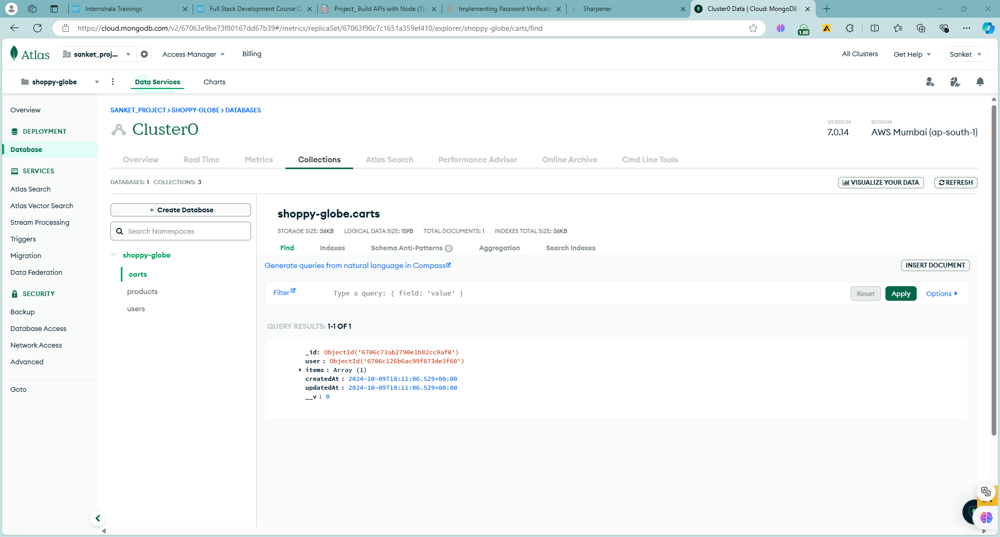 Internshala Trainings
Full Stack Development Course
Project_ Build APIs with Node (1).
Implementing Password Verificati
Sharpener
Cluster0 Data | Cloud: MongoDB
https://cloud.mongodb.com/v2/67063e9be73f80167dd67b39#/metrics/replicaSet/67063f90c7c1651a359ef410/explorer/shoppy-globe/carts/find
1.00
Atlas
sanket_proj...
Access Manager
Billing
All Clusters
Get Help
Sanket
shoppy-globe
Data Services
Charts
Overview
DEPLOYMENT
Database
SERVICES
Atlas Search
Atlas Vector Search
Stream Processing
Triggers
Migration
Data Federation
SECURITY
Backup
Database Access
Network Access
Advanced
Goto
SANKET_PROJECT > SHOPPY-GLOBE > DATABASES
Cluster0
VERSION
7.0.14
REGION
AWS Mumbai (ap-south-1)
Overview
Real Time
Metrics
Collections
Atlas Search
Performance Advisor
Online Archive
Cmd Line Tools
DATABASES: 1 COLLECTIONS: 3
VISUALIZE YOUR DATA
REFRESH
+ Create Database
Search Namespaces
shoppy-globe
carts
products
users
shoppy-globe.carts
STORAGE SIZE: 36KB LOGICAL DATA SIZE: 159B TOTAL DOCUMENTS: 1 INDEXES TOTAL SIZE: 36KB
Find
Indexes
Schema Anti-Patterns 0
Aggregation
Search Indexes
Generate queries from natural language in Compass
INSERT DOCUMENT
Filter
Type a query: { field: 'value' }
Reset
Apply
Options
QUERY RESULTS: 1-1 OF 1
_id: ObjectId('6706c73ab2790e1b82cc9af0')
user : ObjectId('6706c126b6ac99f873de3f60')
items : Array (1)
createdAt : 2024-10-09T18:11:06.529+00:00
updatedAt : 2024-10-09T18:11:06.529+00:00
__v : 0